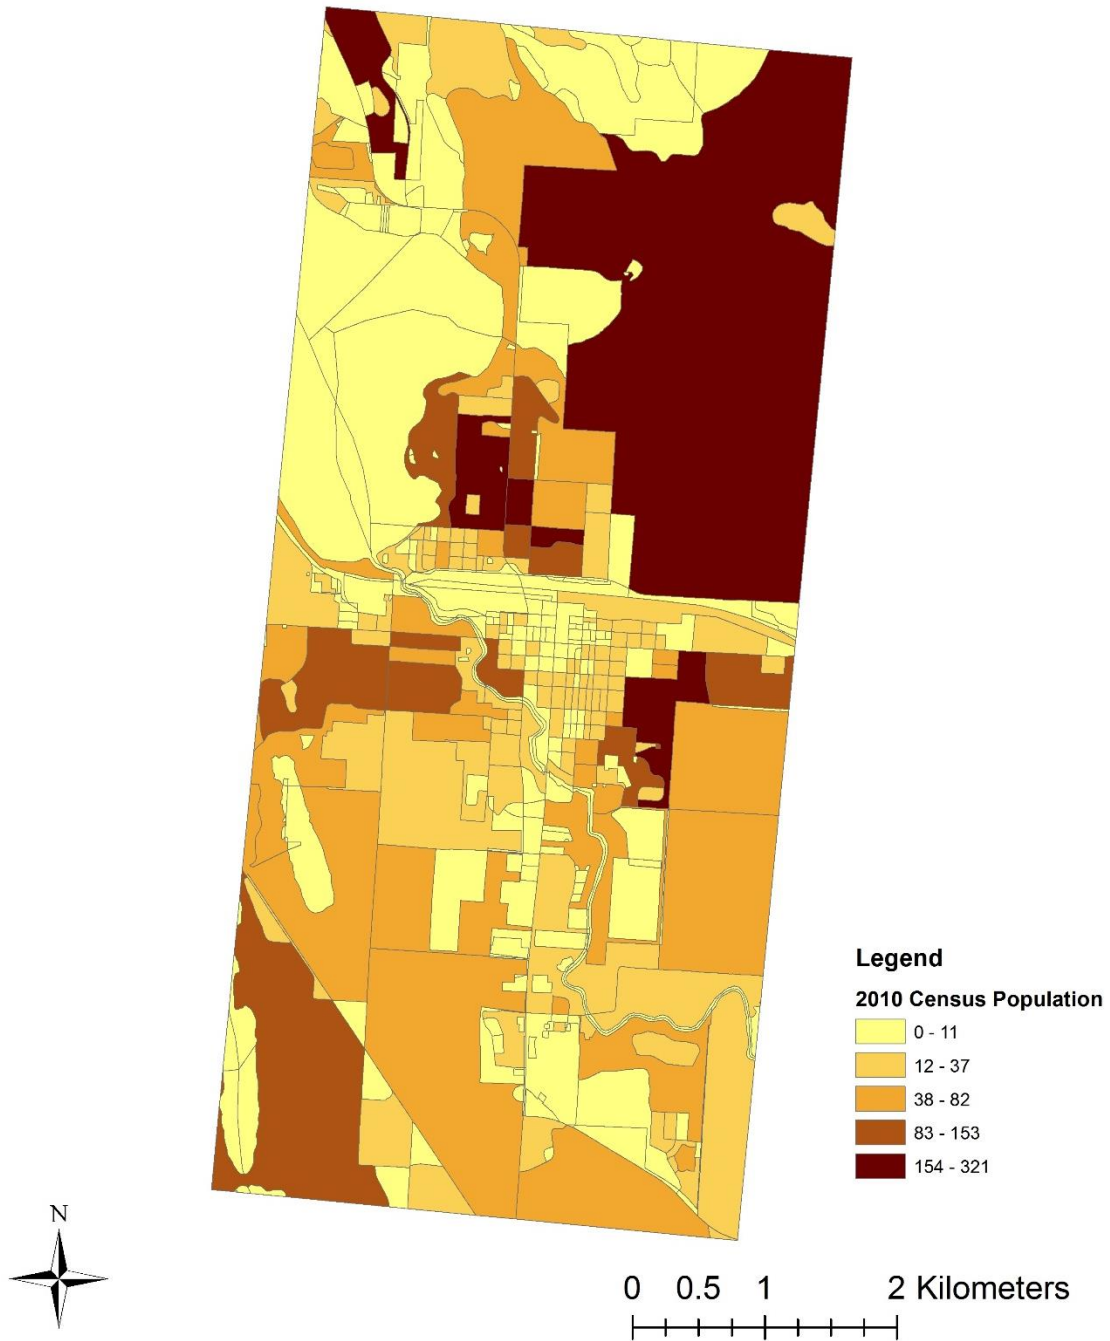 Legend
2010 Census Population
0 - 11
12 - 37
38 - 82
83 - 153
154 - 321
N
0 0.5 1 2 Kilometers